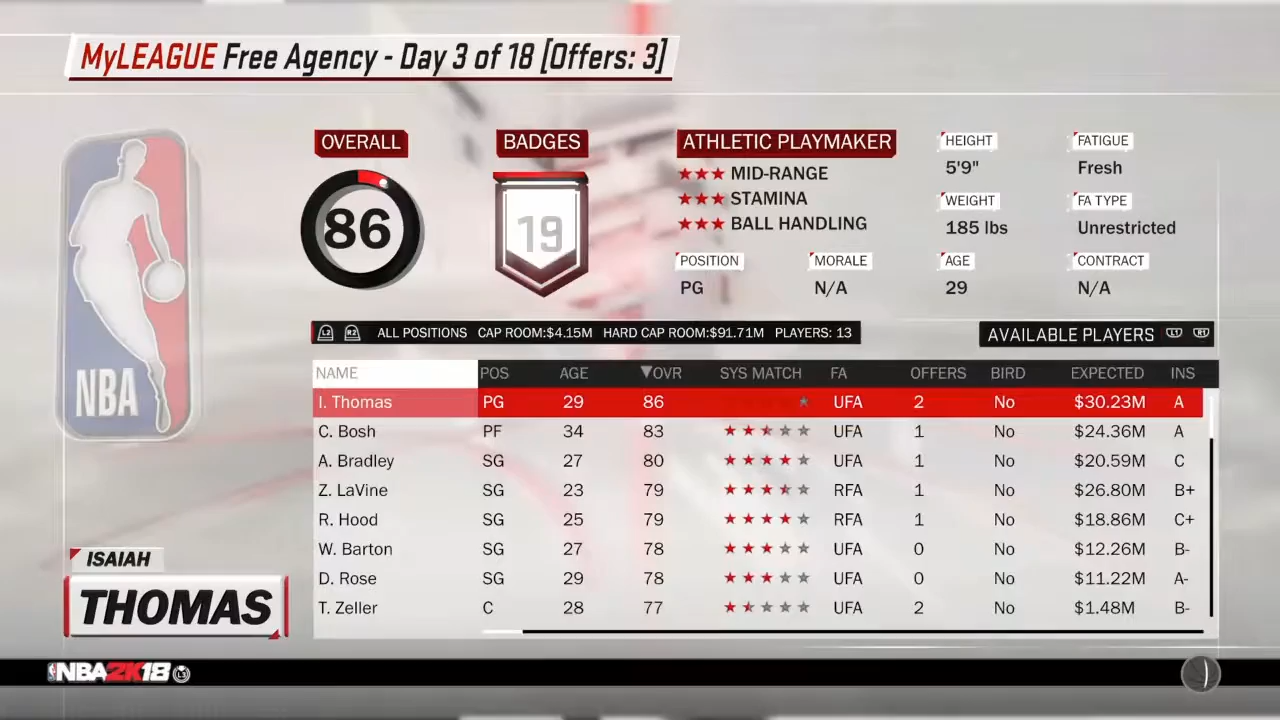 MyLEAGUE Free Agency - Day 3 of 18 [Offers: 3]
OVERALL
86
BADGES
19
ATHLETIC PLAYMAKER
★★★ MID-RANGE
★★★ STAMINA
★★★ BALL HANDLING
POSITION
PG
MORALE
N/A
HEIGHT
5'9"
WEIGHT
185 lbs
AGE
29
FATIGUE
Fresh
FA TYPE
Unrestricted
CONTRACT
N/A
NBA
L2 R2 ALL POSITIONS CAP ROOM:$4.15M HARD CAP ROOM:$91.71M PLAYERS: 13
AVAILABLE PLAYERS L1 R1
NAME POS AGE ▼OVR SYS MATCH FA OFFERS BIRD EXPECTED INS
I. Thomas PG 29 86 UFA 2 No $30.23M A
C. Bosh PF 34 83 UFA 1 No $24.36M A
A. Bradley SG 27 80 UFA 1 No $20.59M C
Z. LaVine SG 23 79 RFA 1 No $26.80M B+
R. Hood SG 25 79 RFA 1 No $18.86M C+
W. Barton SG 27 78 UFA 0 No $12.26M B-
D. Rose SG 29 78 UFA 0 No $11.22M A-
T. Zeller C 28 77 UFA 2 No $1.48M B-
ISAIAH
THOMAS
NBA2K18